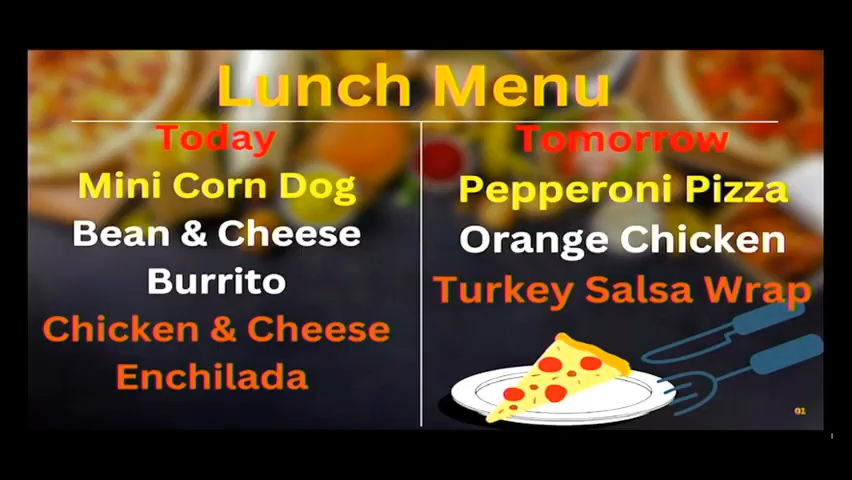 Lunch Menu
Today
Mini Corn Dog
Bean & Cheese
Burrito
Chicken & Cheese
Enchilada
Tomorrow
Pepperoni Pizza
Orange Chicken
Turkey Salsa Wrap
01